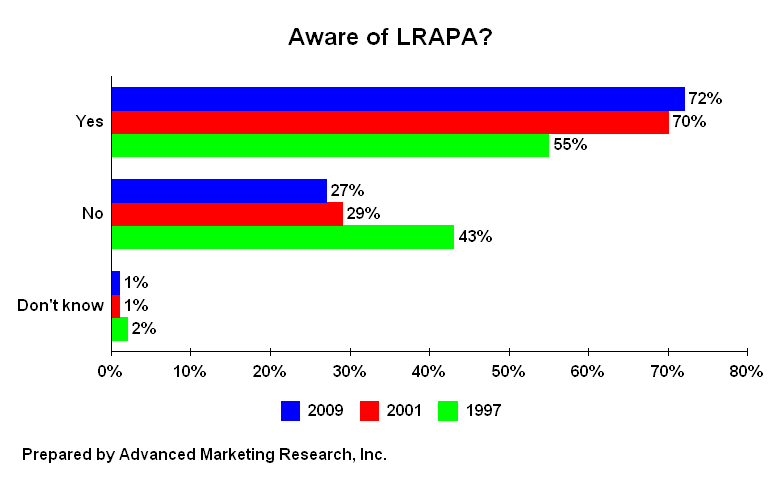 Aware of LRAPA?
Yes
72%
70%
55%
No
27%
29%
43%
Don't know
1%
1%
2%
0% 10% 20% 30% 40% 50% 60% 70% 80%
2009 2001 1997
Prepared by Advanced Marketing Research, Inc.